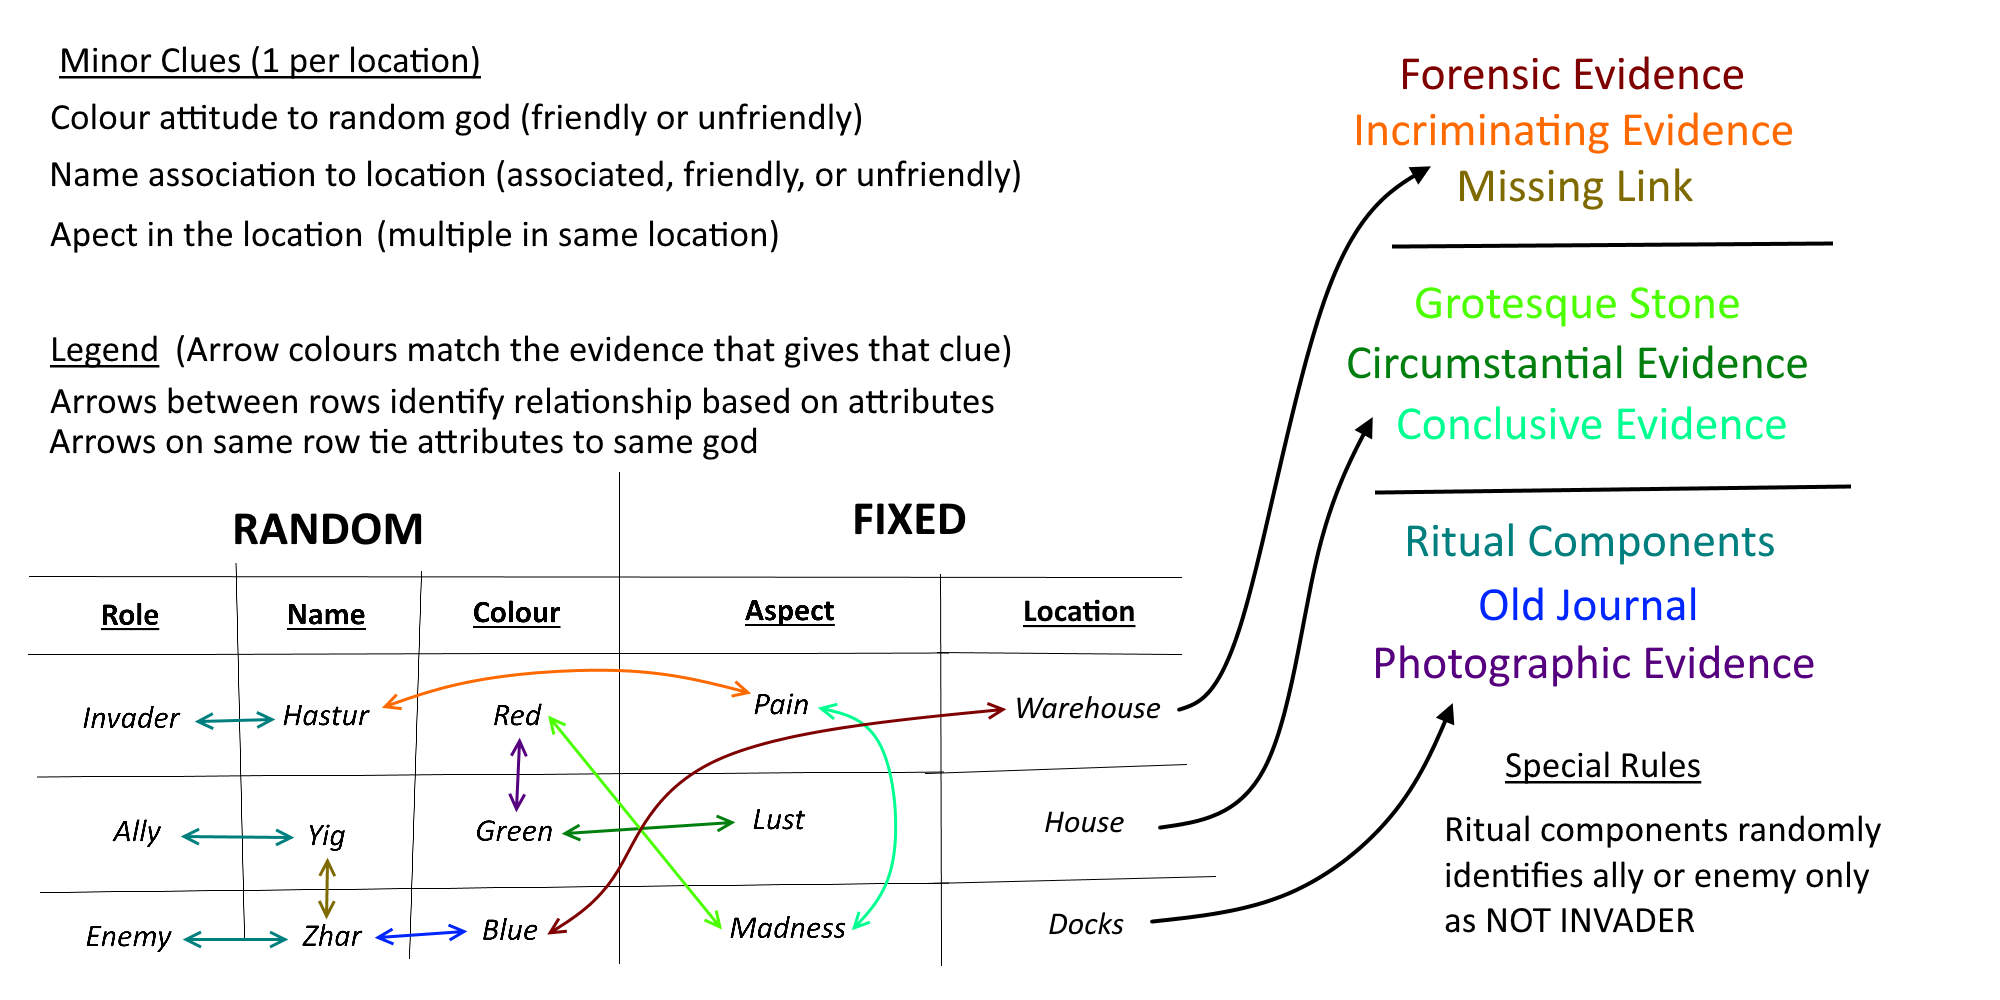 Minor Clues (1 per location)
Colour attitude to random god (friendly or unfriendly)
Name association to location (associated, friendly, or unfriendly)
Apect in the location (multiple in same location)
Legend (Arrow colours match the evidence that gives that clue)
Arrows between rows identify relationship based on attributes
Arrows on same row tie attributes to same god
RANDOM FIXED
Role Name Colour Aspect Location
Invader Hastur Red Pain Warehouse
Ally Yig Green Lust House
Enemy Zhar Blue Madness Docks
Forensic Evidence
Incriminating Evidence
Missing Link
Grotesque Stone
Circumstantial Evidence
Conclusive Evidence
Ritual Components
Old Journal
Photographic Evidence
Special Rules
Ritual components randomly
identifies ally or enemy only
as NOT INVADER